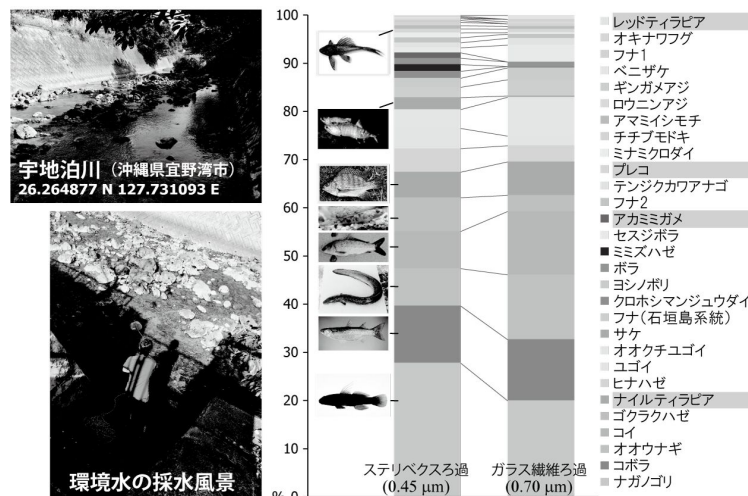 宇地泊川（沖縄県宜野湾市）
26.264877 N 127.731093 E
環境水の採水風景
100
90
80
70
60
50
40
30
20
10
% 0
ステリベクスろ過
(0.45 μm)
ガラス繊維ろ過
(0.70 μm)
レッドティラピア
オキナワフグ
フナ1
ベニザケ
ギンガメアジ
ロウニンアジ
アマミイシモチ
チチブモドキ
ミナミクロダイ
プレコ
テンジクカワアナゴ
フナ2
アカミミガメ
セスジボラ
ミミズハゼ
ボラ
ヨシノボリ
クロホシマンジュウダイ
フナ（石垣島系統）
サケ
オオクチユゴイ
ユゴイ
ヒナハゼ
ナイルティラピア
ゴクラクハゼ
コイ
オオウナギ
コボラ
ナガノゴリ